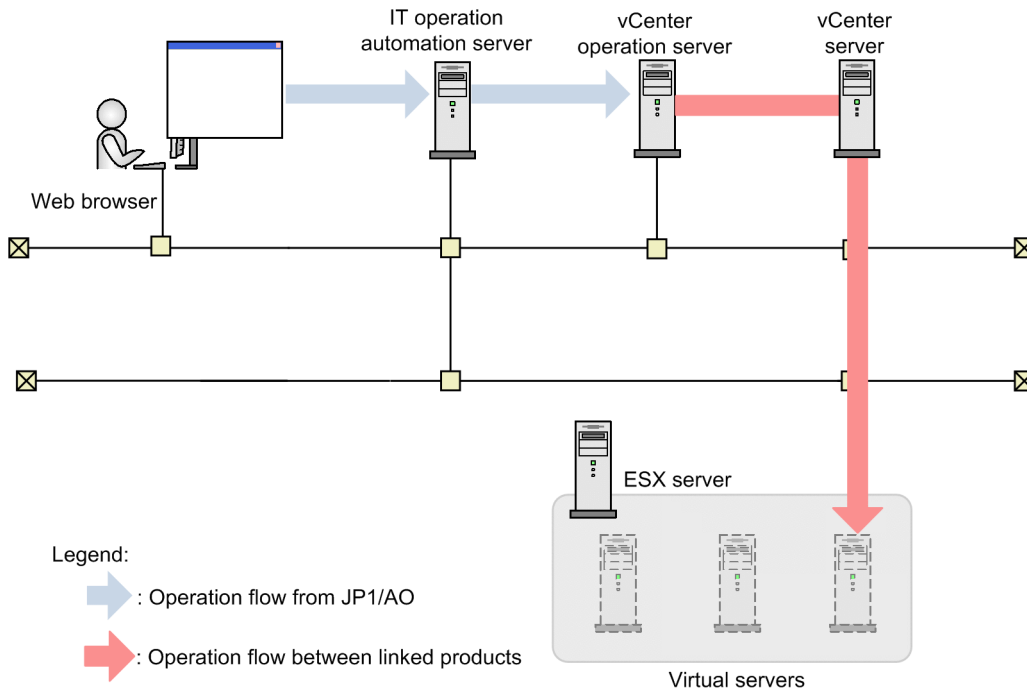 IT operation
automation server
vCenter
operation server
vCenter
server
Web browser
ESX server
Legend:
: Operation flow from JP1/AO
: Operation flow between linked products
Virtual servers